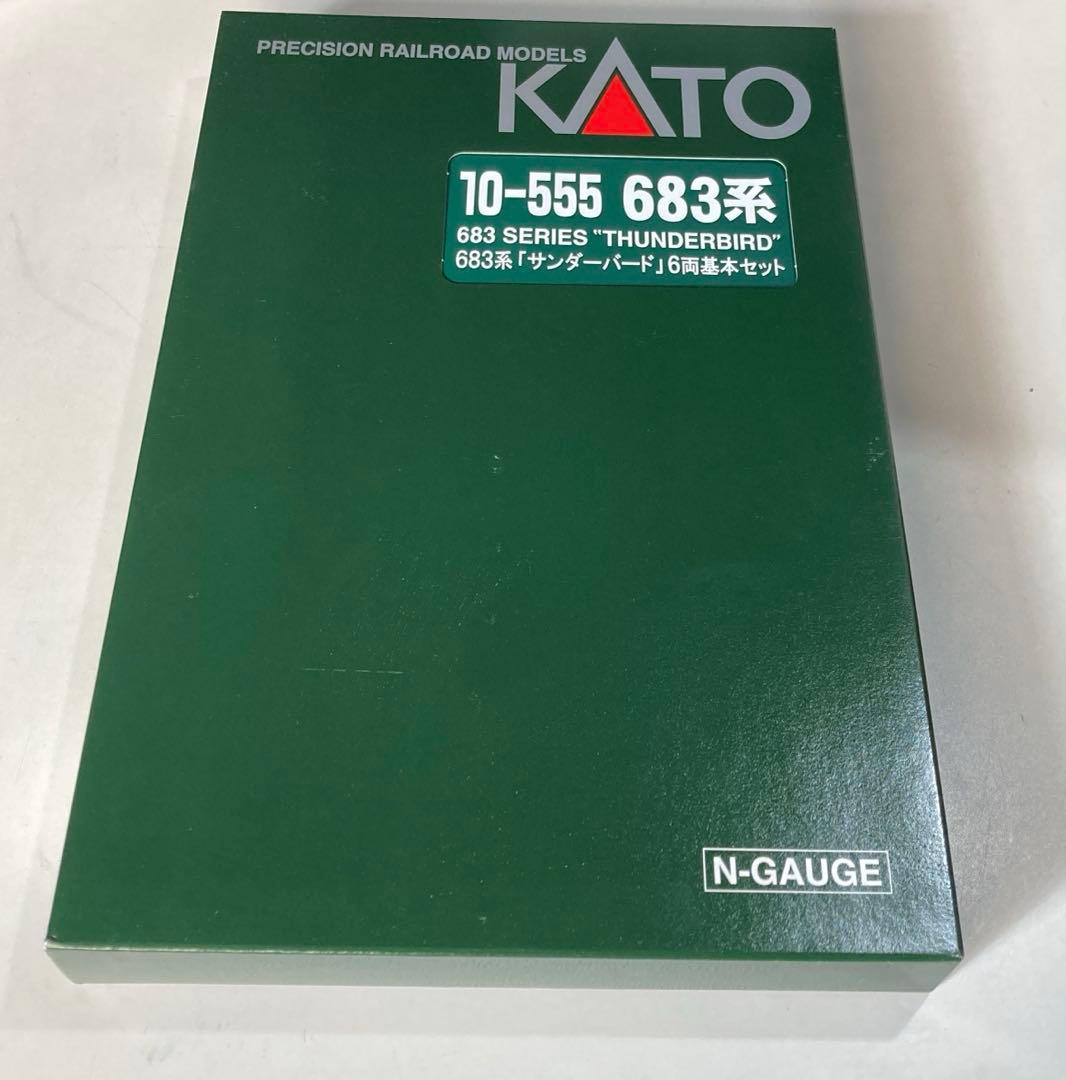 PRECISION RAILROAD MODELS
KATO
10-555 683系
683 SERIES "THUNDERBIRD"
683系「サンダーバード」6両基本セット
N-GAUGE